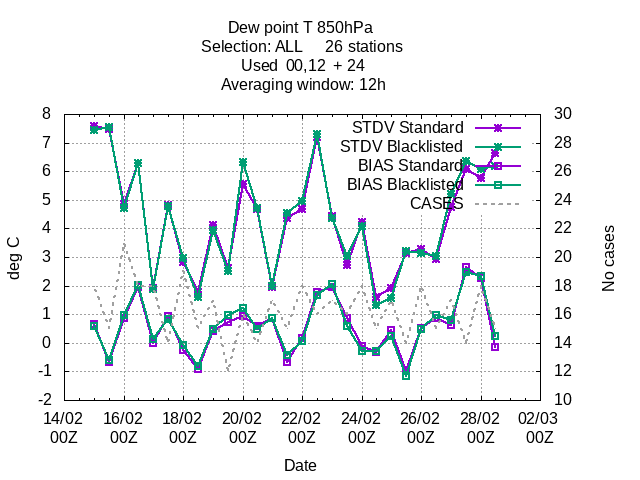 Dew point T 850hPa
Selection: ALL 26 stations
Used 00,12 + 24
Averaging window: 12h
STDV Standard
STDV Blacklisted
BIAS Standard
BIAS Blacklisted
CASES
8
7
6
5
4
3
2
1
0
-1
-2
deg C
30
28
26
24
22
20
18
16
14
12
10
No cases
14/02 16/02 18/02 20/02 22/02 24/02 26/02 28/02 02/03
00Z 00Z 00Z 00Z 00Z 00Z 00Z 00Z 00Z
Date